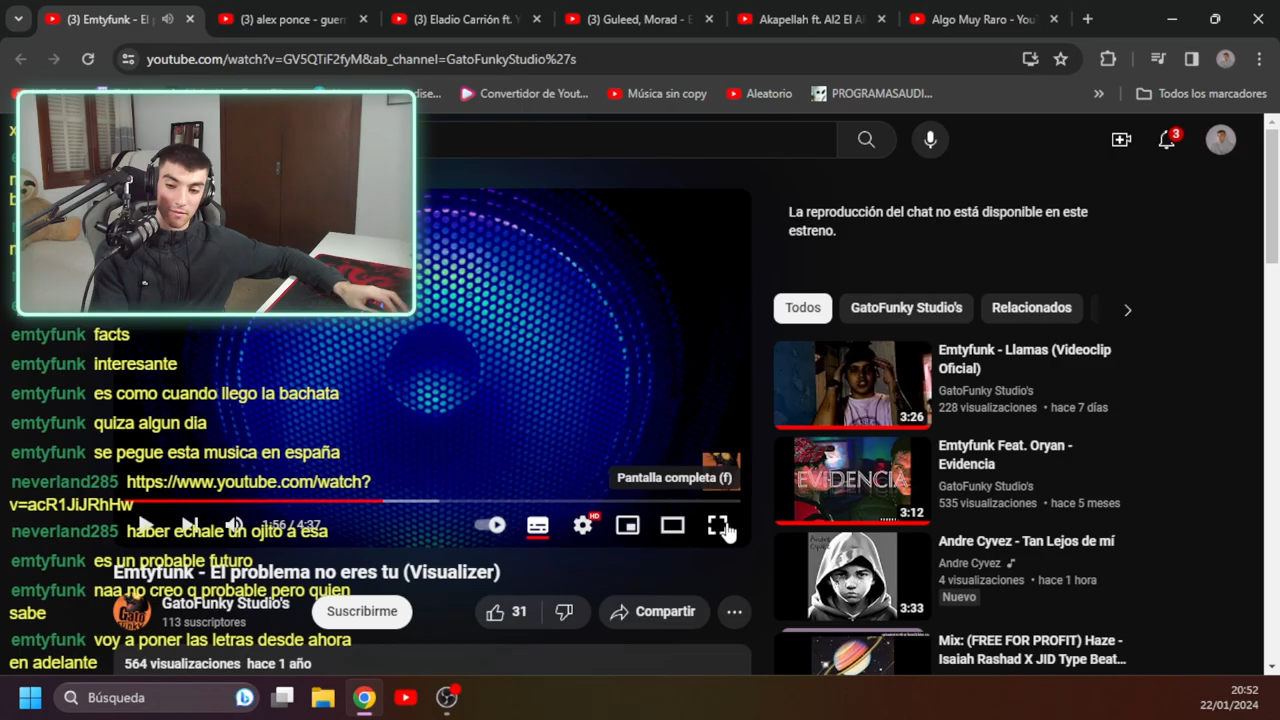 (3) Emtyfunk - El p
(3) alex ponce - guerr
(3) Eladio Carrión ft. Y
(3) Guleed, Morad - E
Akapellah ft. Al2 El Al
Algo Muy Raro - You
youtube.com/watch?v=GV5QTiF2fyM&ab_channel=GatoFunkyStudio%27s
Convertidor de Yout...
Música sin copy
Aleatorio
PROGRAMASAUDI...
»
Todos los marcadores
3
La reproducción del chat no está disponible en este
estreno.
Todos
GatoFunky Studio's
Relacionados
emtyfunk facts
emtyfunk interesante
emtyfunk es como cuando llego la bachata
emtyfunk quiza algun dia
emtyfunk se pegue esta musica en españa
neverland285 https://www.youtube.com/watch?
v=acR1JiJRhHw
neverland285 haber echale un ojito a esa
es un probable futuro
emtyfunk naa no creo q probable pero quien
sabe
emtyfunk voy a poner las letras desde ahora
en adelante
Pantalla completa (f)
1:56 / 4:37
HD
Emtyfunk - El problema no eres tu (Visualizer)
GatoFunky Studio's
113 suscriptores
Suscribirme
31
Compartir
564 visualizaciones hace 1 año
Emtyfunk - Llamas (Videoclip
Oficial)
GatoFunky Studio's
228 visualizaciones • hace 7 días
3:26
Emtyfunk Feat. Oryan -
Evidencia
GatoFunky Studio's
535 visualizaciones • hace 5 meses
EVIDENCIA
3:12
Andre Cyvez - Tan Lejos de mí
Andre Cyvez
4 visualizaciones • hace 1 hora
Nuevo
3:33
Mix: (FREE FOR PROFIT) Haze -
Isaiah Rashad X JID Type Beat...
Búsqueda
20:52
22/01/2024